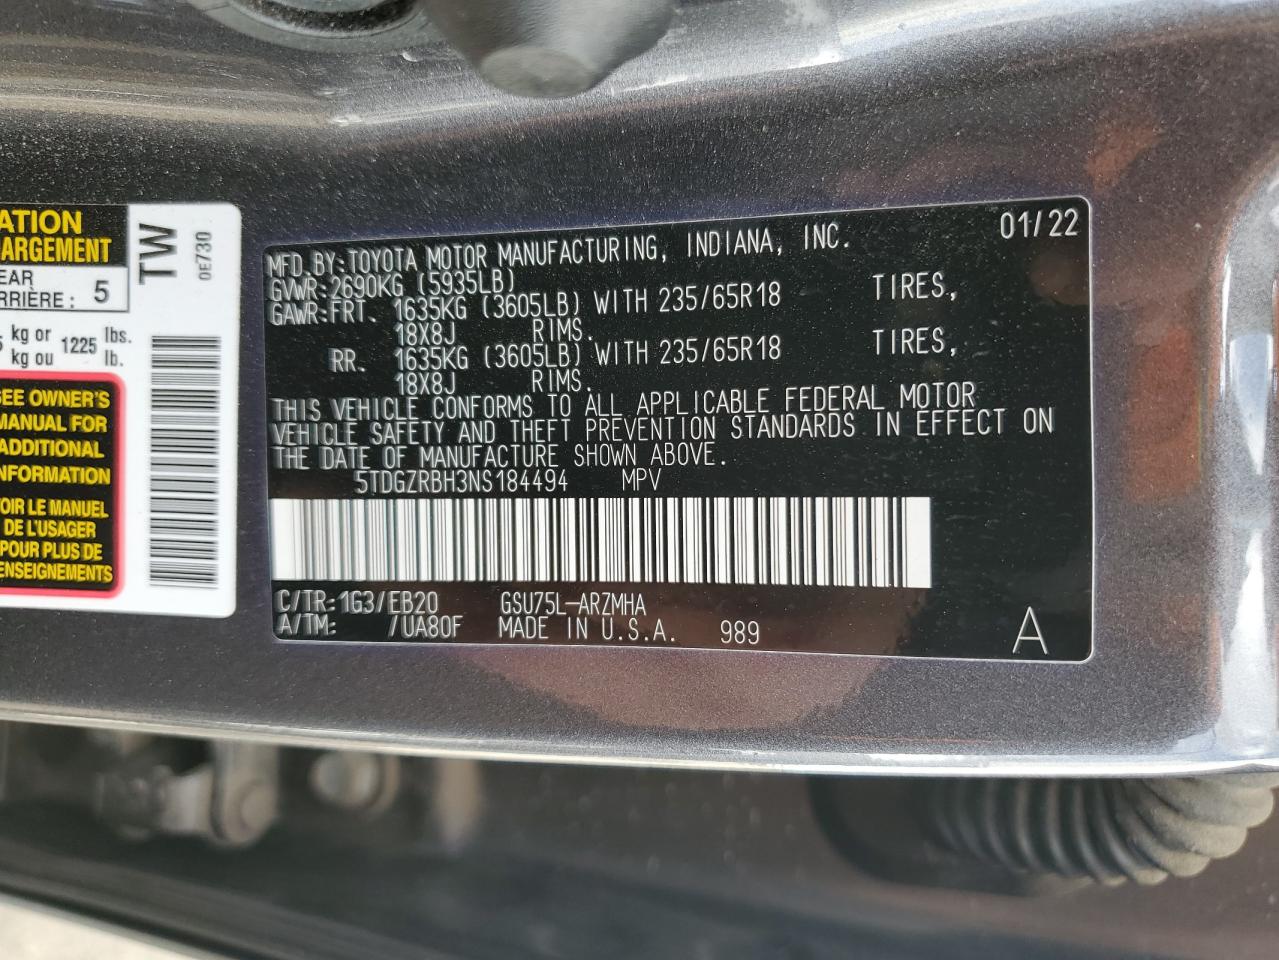 ATION
ARGEMENT
EAR
RRIÈRE : 5
kg or 1225 lbs.
kg ou lb.
SEE OWNER'S
MANUAL FOR
ADDITIONAL
INFORMATION
VOIR LE MANUEL
DE L'USAGER
POUR PLUS DE
RENSEIGNEMENTS
TW
0E730
MFD.BY:TOYOTA MOTOR MANUFACTURING, INDIANA, INC. 01/22
GVWR:2690KG (5935LB)
GAWR:FRT. 1635KG (3605LB) WITH 235/65R18 TIRES,
18X8J RIMS.
RR. 1635KG (3605LB) WITH 235/65R18 TIRES,
18X8J RIMS.
THIS VEHICLE CONFORMS TO ALL APPLICABLE FEDERAL MOTOR
VEHICLE SAFETY AND THEFT PREVENTION STANDARDS IN EFFECT ON
THE DATE OF MANUFACTURE SHOWN ABOVE.
5TDGZRBH3NS184494 MPV
C/TR:1G3/EB20 GSU75L-ARZMHA
A/TM: /UA80F MADE IN U.S.A. 989 A